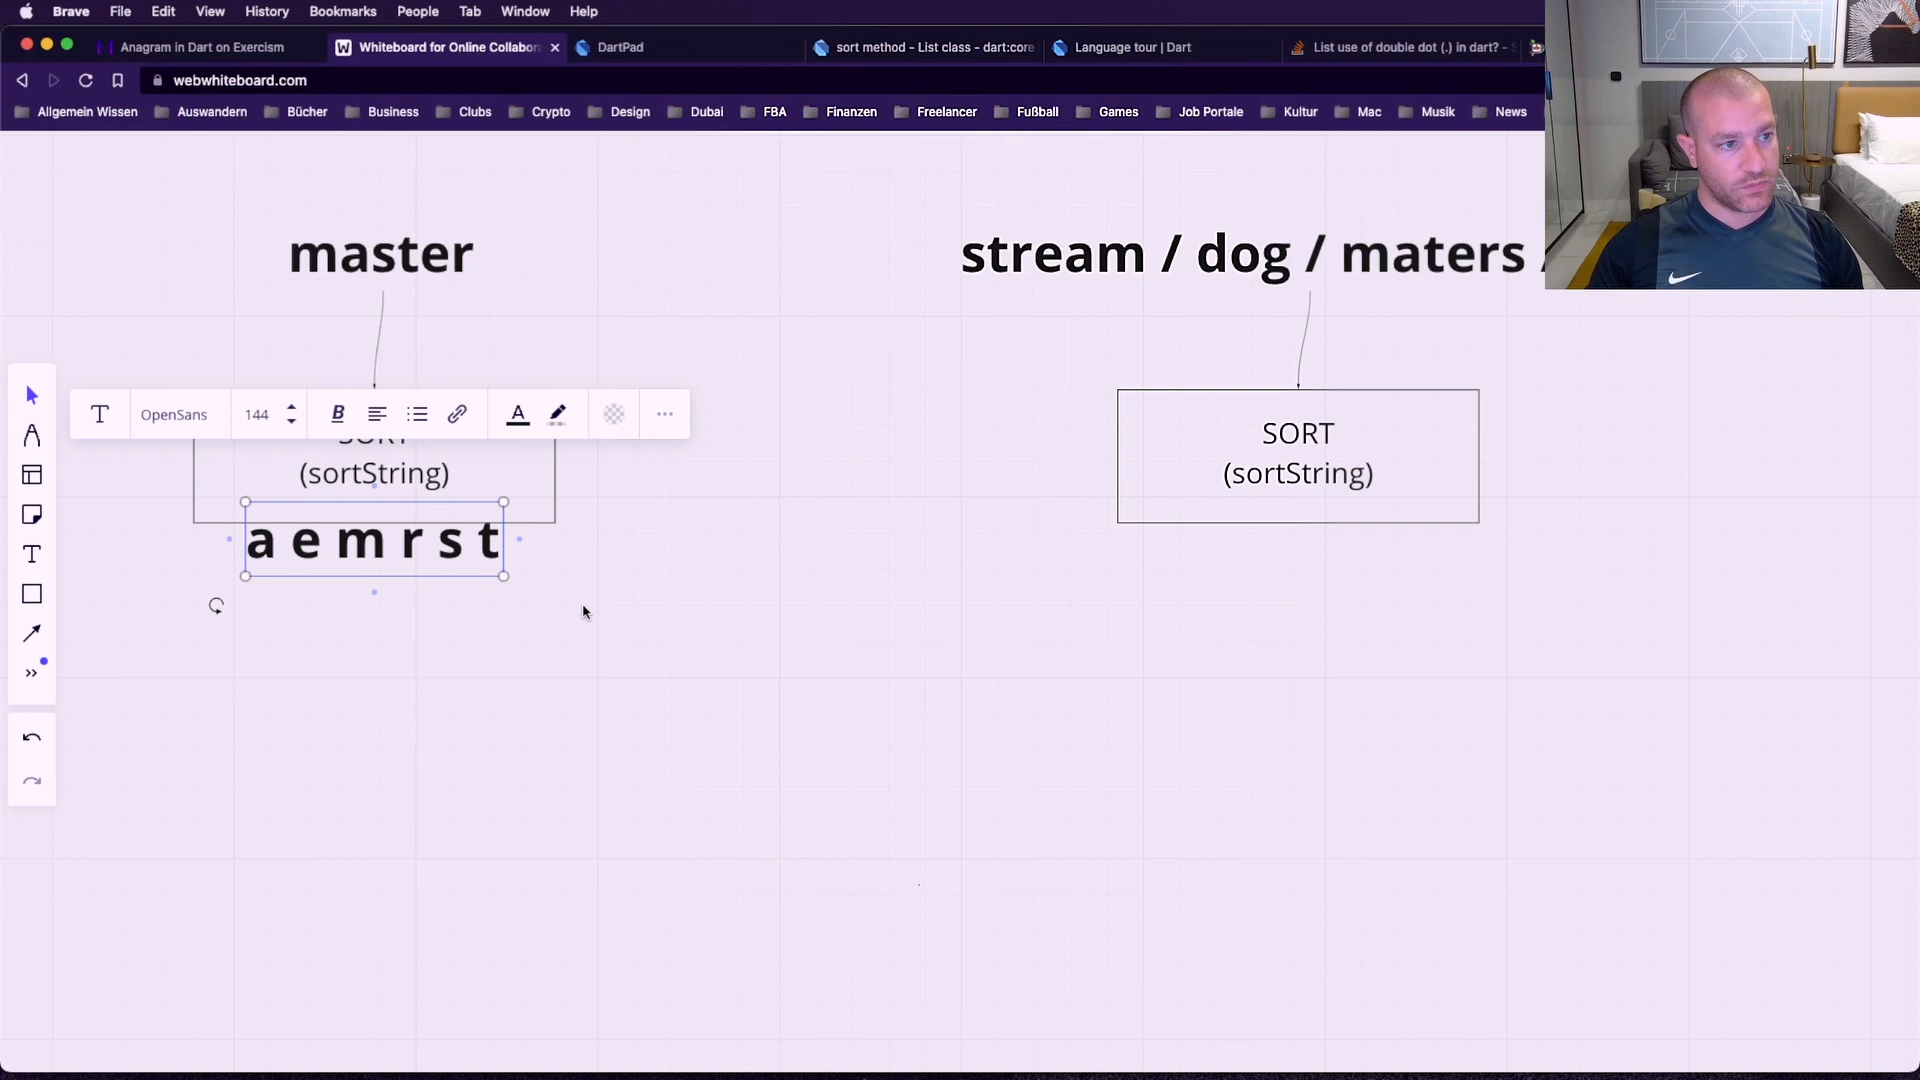 Brave File Edit View History Bookmarks People Tab Window Help
Anagram in Dart on Exercism
Whiteboard for Online Collabor
DartPad
sort method - List class - dart:core
Language tour | Dart
List use of double dot (.) in dart? -
webwhiteboard.com
Allgemein Wissen Auswandern Bücher Business Clubs Crypto Design Dubai FBA Finanzen Freelancer Fußball Games Job Portale Kultur Mac Musik News
master
stream / dog / maters /
OpenSans 144
SORT
(sortString)
SORT
(sortString)
a e m r s t